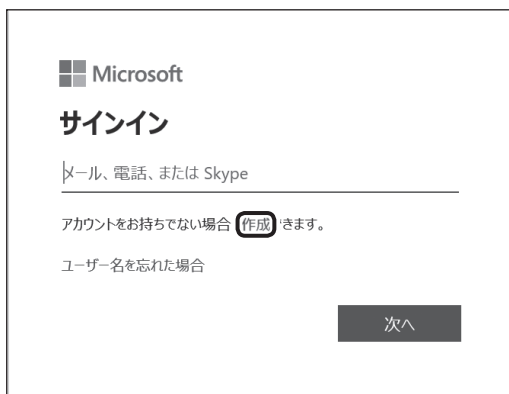 Microsoft
サインイン
メール、電話、または Skype
アカウントをお持ちでない場合 作成 きます。
ユーザー名を忘れた場合
次へ